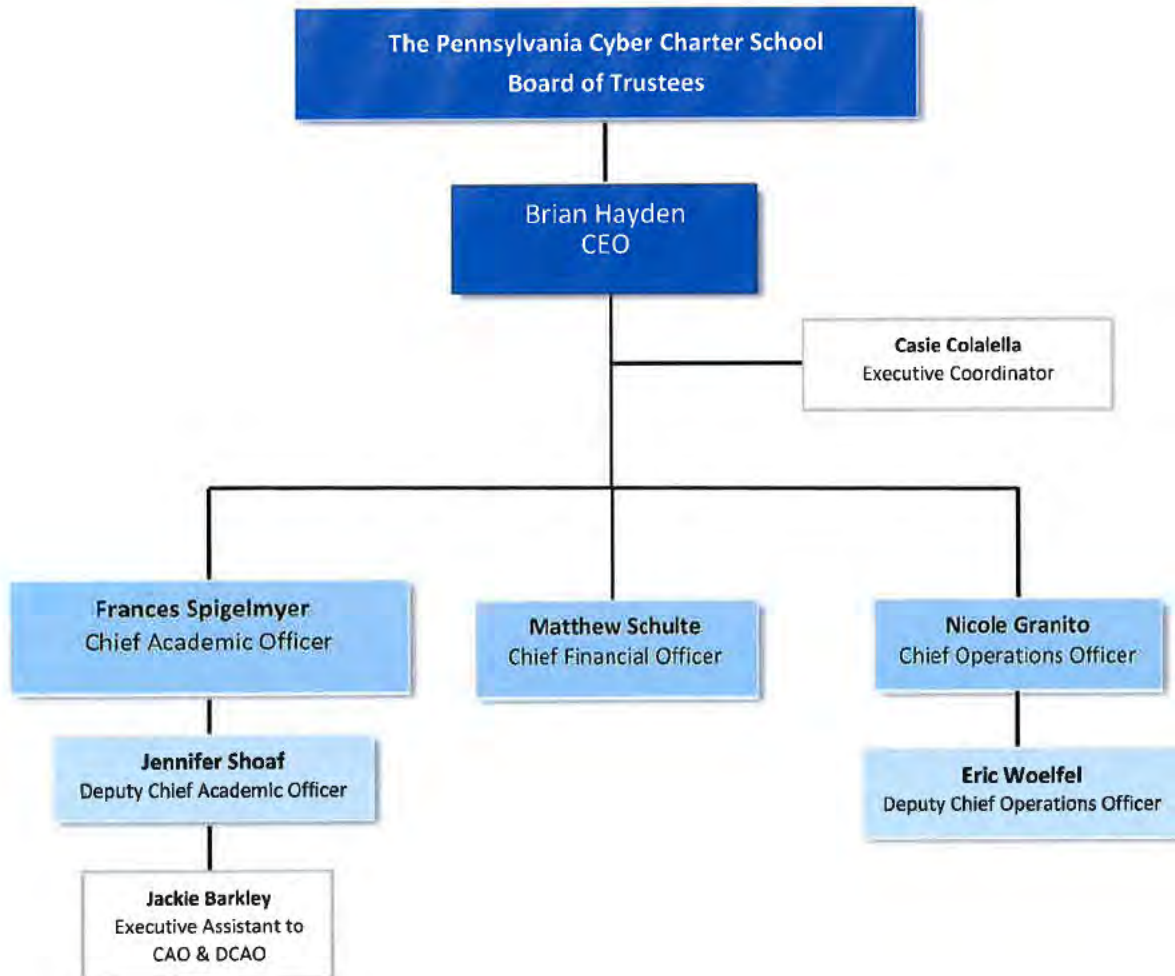 The Pennsylvania Cyber Charter School
Board of Trustees
Brian Hayden
CEO
Casie Colalella
Executive Coordinator
Frances Spigelmyer
Chief Academic Officer
Matthew Schulte
Chief Financial Officer
Nicole Granito
Chief Operations Officer
Jennifer Shoaf
Deputy Chief Academic Officer
Eric Woelfel
Deputy Chief Operations Officer
Jackie Barkley
Executive Assistant to
CAO & DCAO